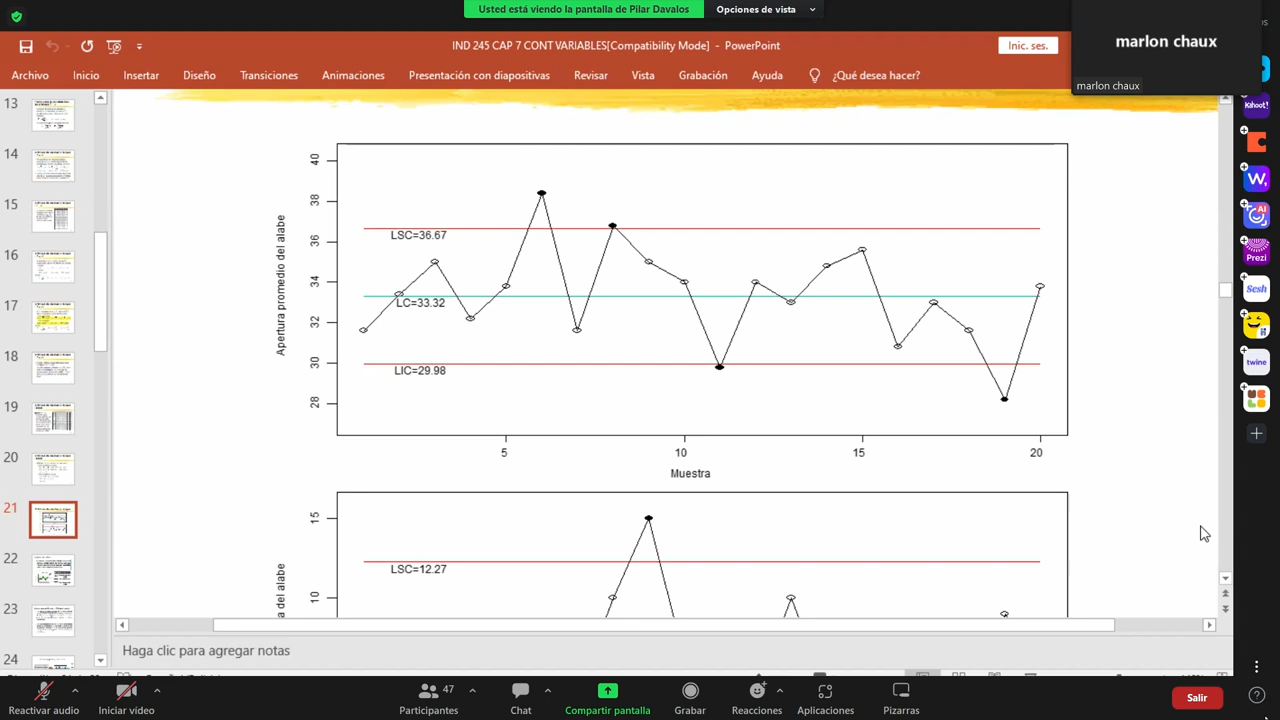 Usted está viendo la pantalla de Pilar Davalos
Opciones de vista
marlon chaux
marlon chaux
IND 245 CAP 7 CONT VARIABLES[Compatibility Mode] - PowerPoint
Inic. ses.
Archivo Inicio Insertar Diseño Transiciones Animaciones Presentación con diapositivas Revisar Vista Grabación Ayuda ¿Qué desea hacer?
13
14
15
16
17
18
19
20
21
22
23
24
40
38
36
34
32
30
28
Apertura promedio del alabe
LSC=36.67
LC=33.32
LIC=29.98
5 10 15 20
Muestra
15
10
a del alabe
LSC=12.27
Kahoot!
W
AI
Prezi
Sesh
twine
Haga clic para agregar notas
47
Reactivar audio Iniciar video Participantes Chat Compartir pantalla Grabar Reacciones Aplicaciones Pizarras
Salir